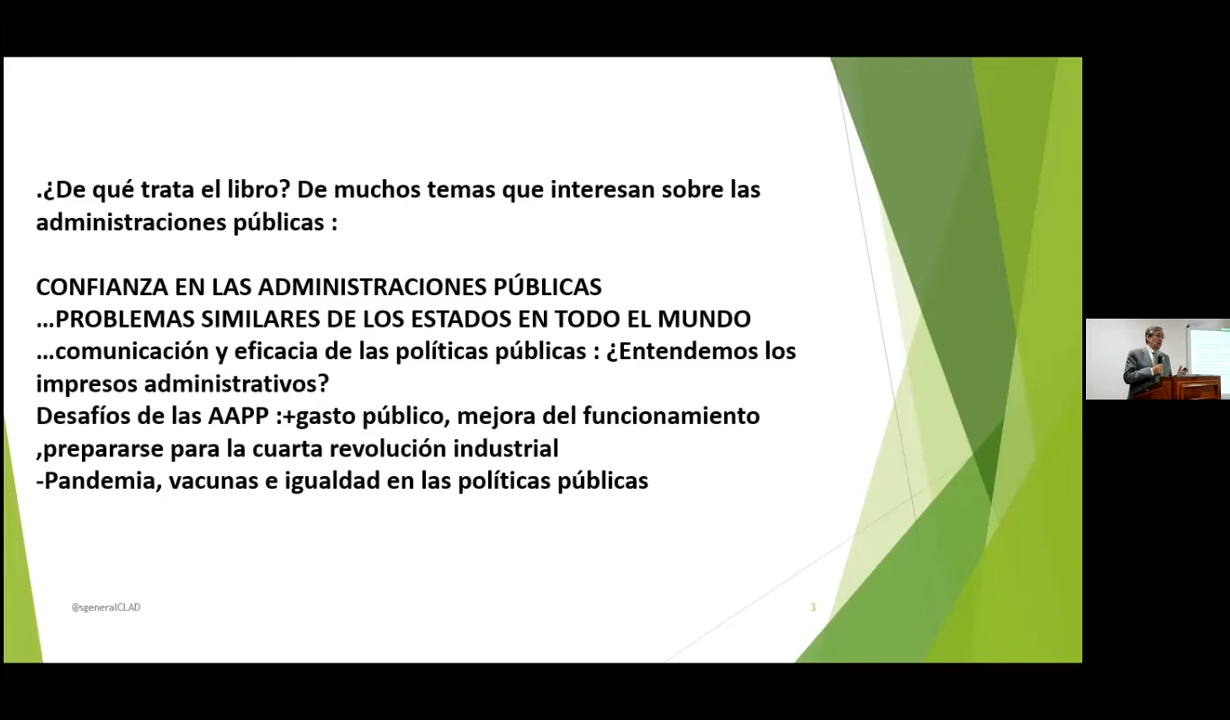 .¿De qué trata el libro? De muchos temas que interesan sobre las
administraciones públicas :
CONFIANZA EN LAS ADMINISTRACIONES PÚBLICAS
...PROBLEMAS SIMILARES DE LOS ESTADOS EN TODO EL MUNDO
...comunicación y eficacia de las políticas públicas : ¿Entendemos los
impresos administrativos?
Desafíos de las AAPP :+gasto público, mejora del funcionamiento
,prepararse para la cuarta revolución industrial
-Pandemia, vacunas e igualdad en las políticas públicas
@sgeneralCLAD
3